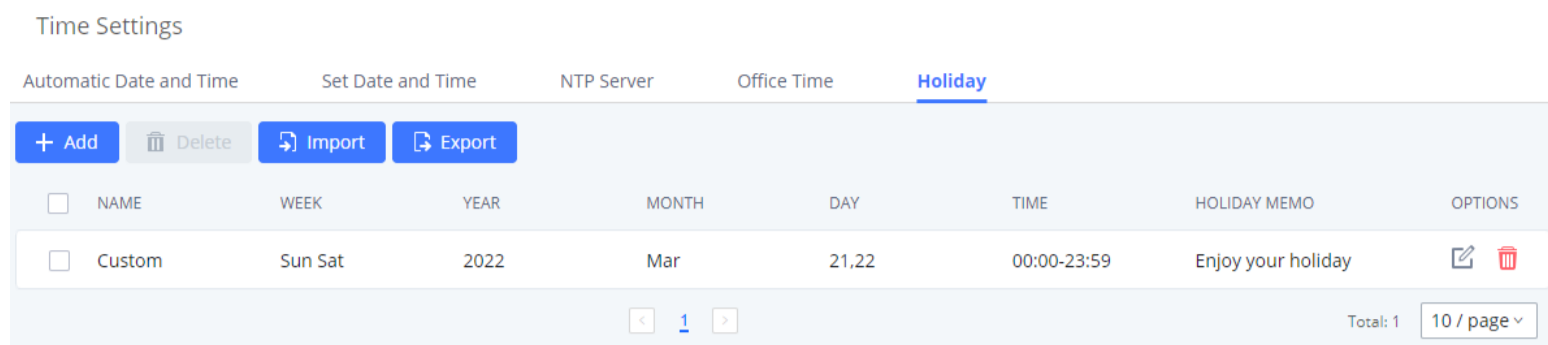 Time Settings
Automatic Date and Time Set Date and Time NTP Server Office Time Holiday
+ Add Delete Import Export
NAME WEEK YEAR MONTH DAY TIME HOLIDAY MEMO OPTIONS
Custom Sun Sat 2022 Mar 21,22 00:00-23:59 Enjoy your holiday
< 1 > Total: 1 10 / page